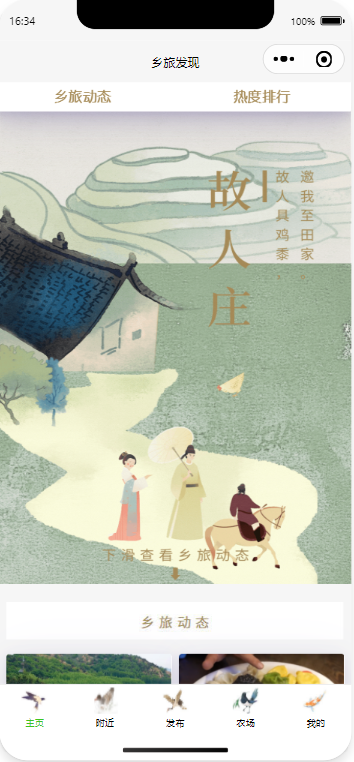 16:34
100%
乡旅发现
乡旅动态
热度排行
故人庄
邀我至田家
故人具鸡黍
下滑查看乡旅动态
乡旅动态
主页
附近
发布
农场
我的